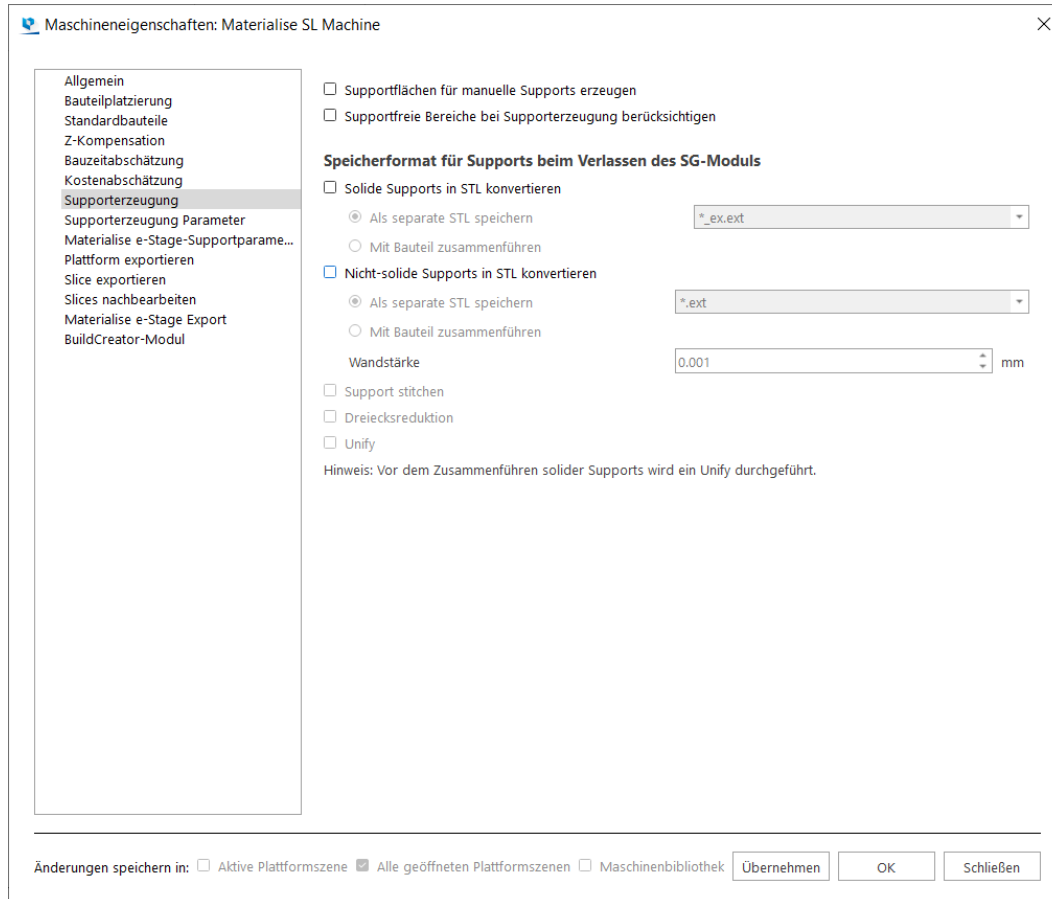 Maschineneigenschaften: Materialise SL Machine
Allgemein
Bauteilplatzierung
Standardbauteile
Z-Kompensation
Bauzeitabschätzung
Kostenabschätzung
Supporterzeugung
Supporterzeugung Parameter
Materialise e-Stage-Supportparame...
Plattform exportieren
Slice exportieren
Slices nachbearbeiten
Materialise e-Stage Export
BuildCreator-Modul
Supportflächen für manuelle Supports erzeugen
Supportfreie Bereiche bei Supporterzeugung berücksichtigen
Speicherformat für Supports beim Verlassen des SG-Moduls
Solide Supports in STL konvertieren
Als separate STL speichern *_ex.ext
Mit Bauteil zusammenführen
Nicht-solide Supports in STL konvertieren
Als separate STL speichern *.ext
Mit Bauteil zusammenführen
Wandstärke 0.001 mm
Support stitchen
Dreiecksreduktion
Unify
Hinweis: Vor dem Zusammenführen solider Supports wird ein Unify durchgeführt.
Änderungen speichern in: Aktive Plattformszene Alle geöffneten Plattformszenen Maschinenbibliothek Übernehmen OK Schließen